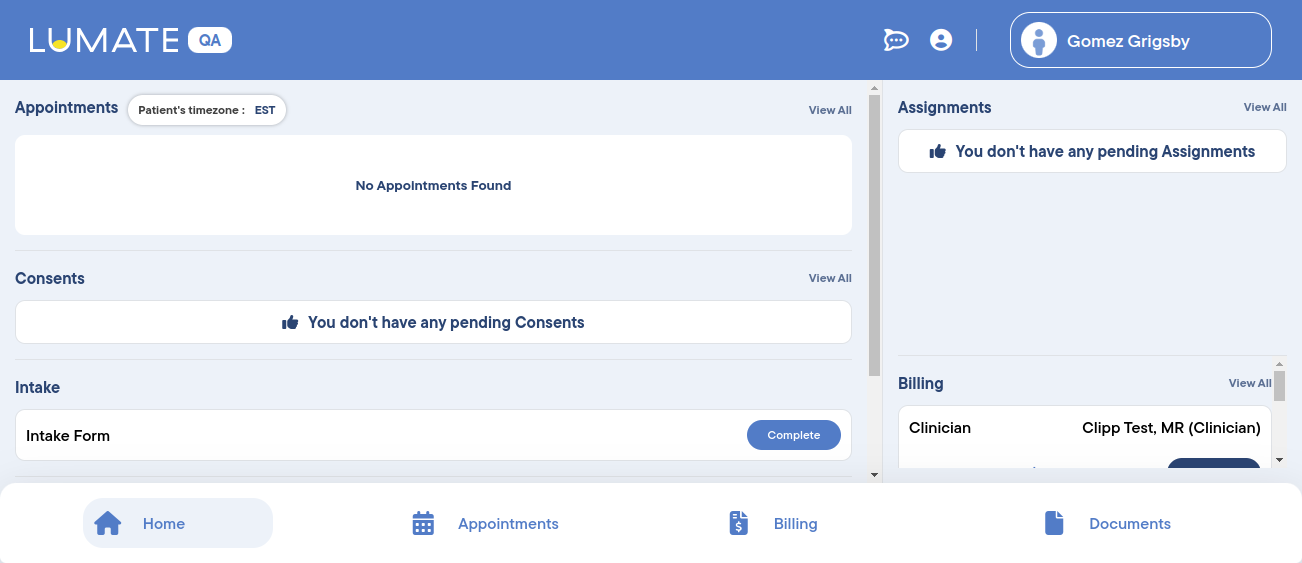 LUMATE QA
Gomez Grigsby
Appointments
Patient's timezone : EST
View All
No Appointments Found
Consents
View All
You don't have any pending Consents
Intake
Intake Form
Complete
Assignments
View All
You don't have any pending Assignments
Billing
View All
Clinician
Clipp Test, MR (Clinician)
Home
Appointments
Billing
Documents